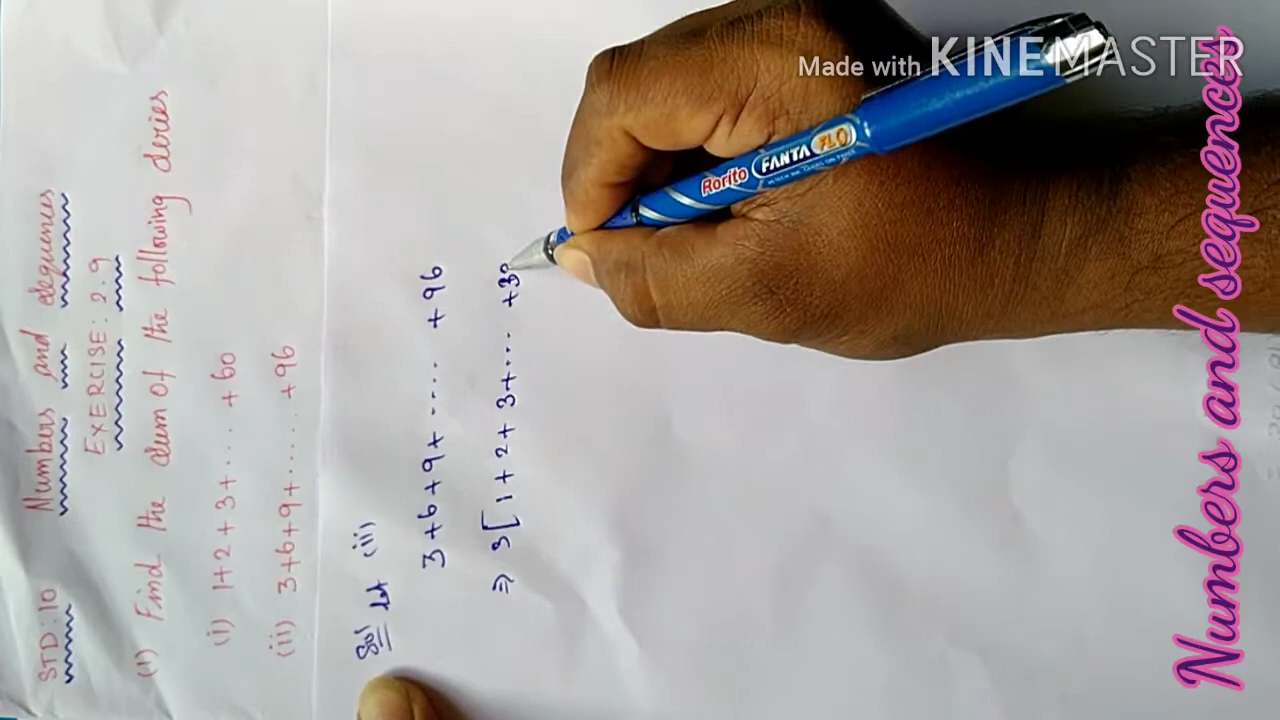 STD:10 Numbers and sequences
EXERCISE: 2.9
(1) Find the sum of the following series
(i) 1+2+3+.... +60
(ii) 3+6+9+..... +96
Sol (ii)
3+6+9+ ..... +96
⇒ 3[1+2+3+.... +3
Rorito FANTA FLO
Made with KINEMASTER
Numbers and sequences